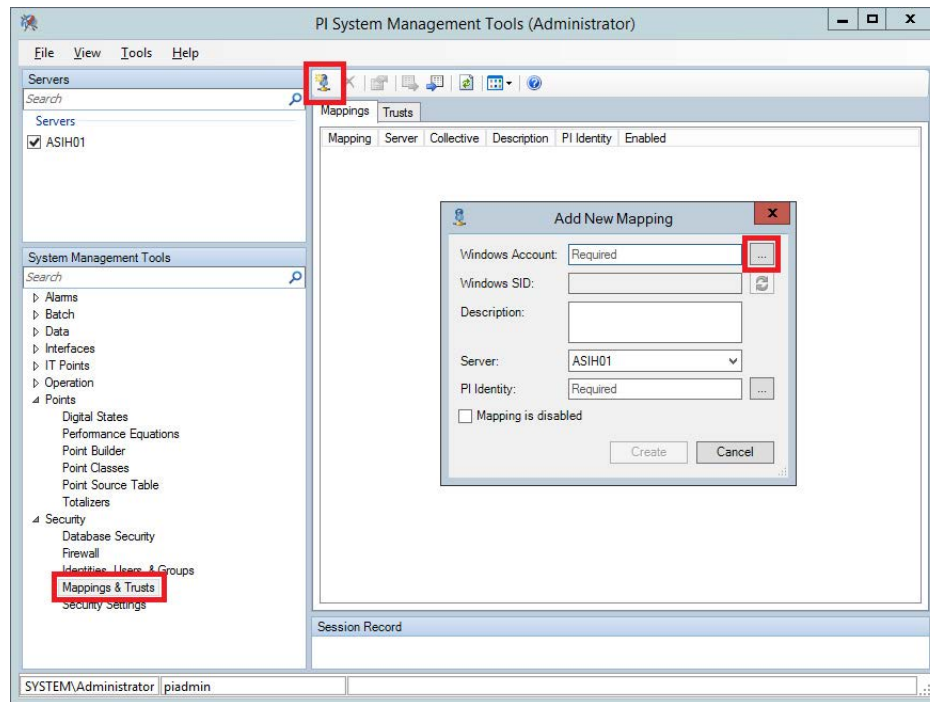 PI System Management Tools (Administrator)
File View Tools Help
Servers
Search
Servers
ASIH01
System Management Tools
Search
Alarms
Batch
Data
Interfaces
IT Points
Operation
Points
Digital States
Performance Equations
Point Builder
Point Classes
Point Source Table
Totalizers
Security
Database Security
Firewall
Identities, Users, & Groups
Mappings & Trusts
Security Settings
Mappings Trusts
Mapping Server Collective Description PI Identity Enabled
Add New Mapping
Windows Account: Required ...
Windows SID:
Description:
Server: ASIH01
PI Identity: Required ...
Mapping is disabled
Create Cancel
Session Record
SYSTEM\Administrator piadmin